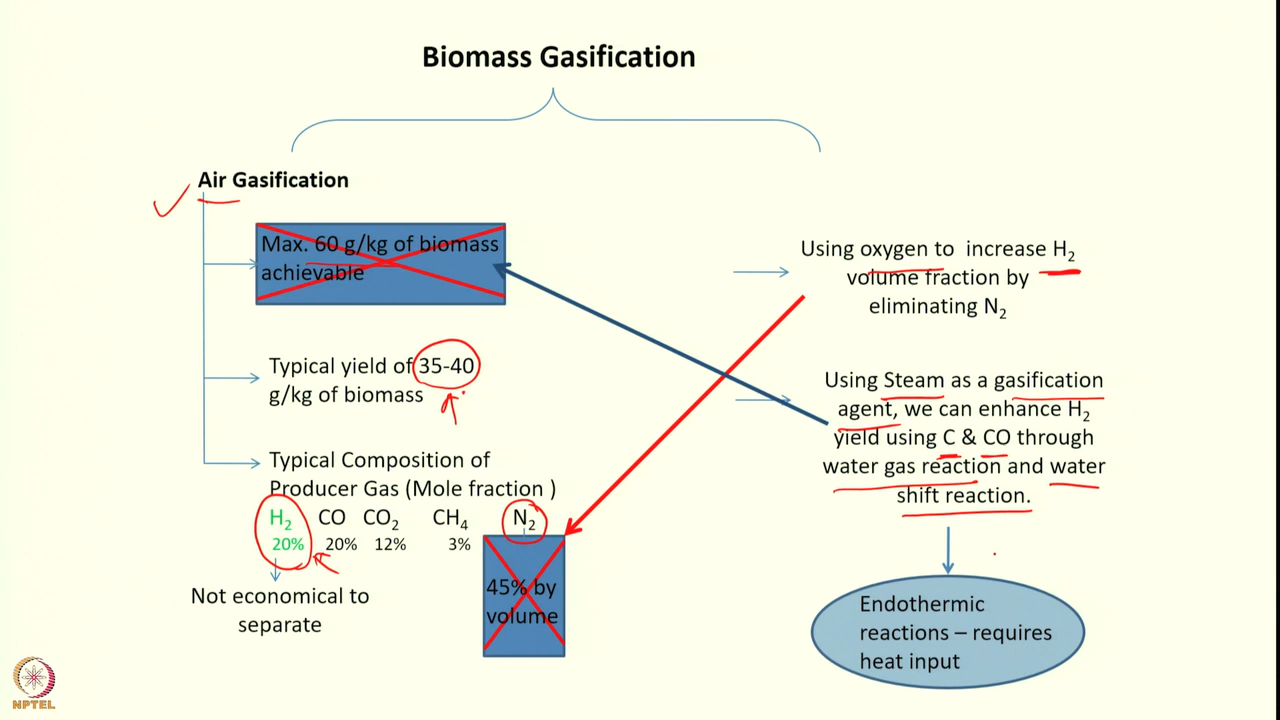 Biomass Gasification
Air Gasification
Max. 60 g/kg of biomass
achievable
Typical yield of 35-40
g/kg of biomass
Typical Composition of
Producer Gas (Mole fraction )
H₂ CO CO₂ CH₄ N₂
20% 20% 12% 3%
45% by
volume
Not economical to
separate
Using oxygen to increase H₂
volume fraction by
eliminating N₂
Using Steam as a gasification
agent, we can enhance H₂
yield using C & CO through
water gas reaction and water
shift reaction.
Endothermic
reactions – requires
heat input
NPTEL